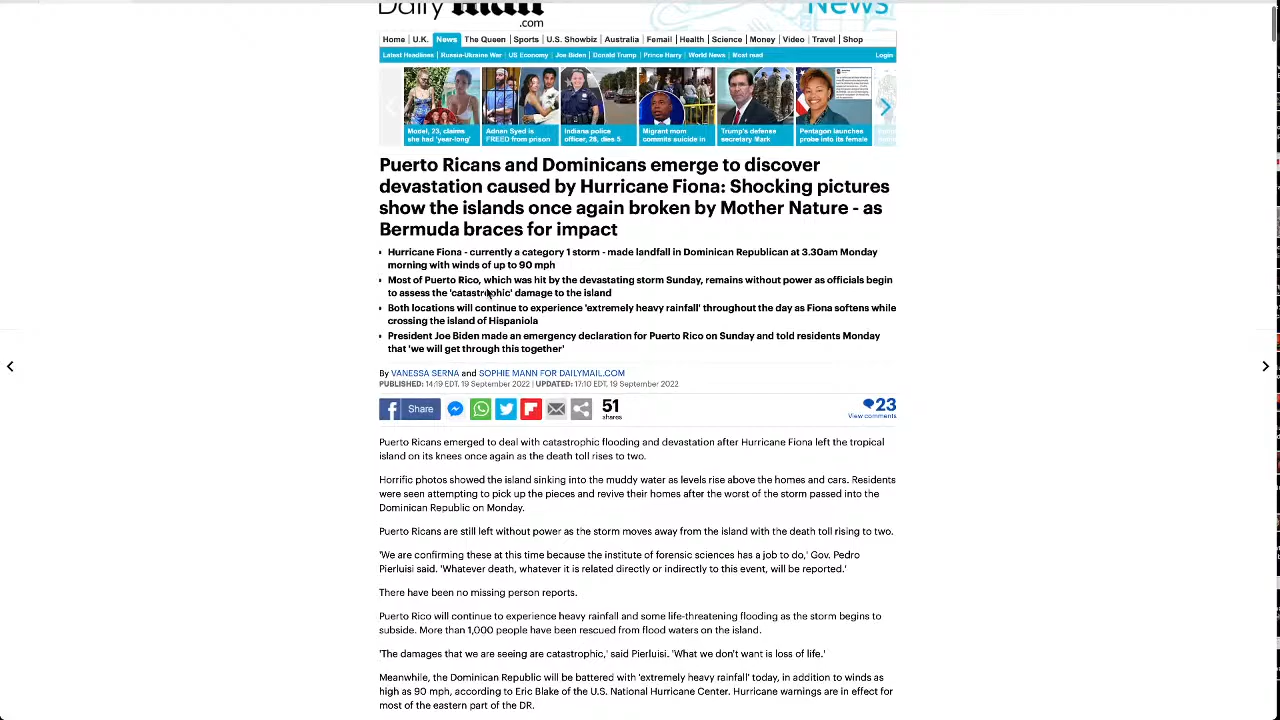 Daily Mail
.com
News
Home U.K. News The Queen Sports U.S. Showbiz Australia Femail Health Science Money Video Travel Shop
Latest Headlines Russia-Ukraine War US Economy Joe Biden Donald Trump Prince Harry World News Most read Login
Model, 23, claims she had 'year-long'
Adnan Syed is FREED from prison
Indiana police officer, 28, dies 5
Migrant mom commits suicide in
Trump's defense secretary Mark
Pentagon launches probe into its female
Puerto Ricans and Dominicans emerge to discover
devastation caused by Hurricane Fiona: Shocking pictures
show the islands once again broken by Mother Nature - as
Bermuda braces for impact
Hurricane Fiona - currently a category 1 storm - made landfall in Dominican Republican at 3.30am Monday
morning with winds of up to 90 mph
Most of Puerto Rico, which was hit by the devastating storm Sunday, remains without power as officials begin
to assess the 'catastrophic' damage to the island
Both locations will continue to experience 'extremely heavy rainfall' throughout the day as Fiona softens while
crossing the island of Hispaniola
President Joe Biden made an emergency declaration for Puerto Rico on Sunday and told residents Monday
that 'we will get through this together'
By VANESSA SERNA and SOPHIE MANN FOR DAILYMAIL.COM
PUBLISHED: 14:19 EDT, 19 September 2022 | UPDATED: 17:10 EDT, 19 September 2022
Share
51
shares
23
View comments
Puerto Ricans emerged to deal with catastrophic flooding and devastation after Hurricane Fiona left the tropical
island on its knees once again as the death toll rises to two.
Horrific photos showed the island sinking into the muddy water as levels rise above the homes and cars. Residents
were seen attempting to pick up the pieces and revive their homes after the worst of the storm passed into the
Dominican Republic on Monday.
Puerto Ricans are still left without power as the storm moves away from the island with the death toll rising to two.
'We are confirming these at this time because the institute of forensic sciences has a job to do,' Gov. Pedro
Pierluisi said. 'Whatever death, whatever it is related directly or indirectly to this event, will be reported.'
There have been no missing person reports.
Puerto Rico will continue to experience heavy rainfall and some life-threatening flooding as the storm begins to
subside. More than 1,000 people have been rescued from flood waters on the island.
'The damages that we are seeing are catastrophic,' said Pierluisi. 'What we don't want is loss of life.'
Meanwhile, the Dominican Republic will be battered with 'extremely heavy rainfall' today, in addition to winds as
high as 90 mph, according to Eric Blake of the U.S. National Hurricane Center. Hurricane warnings are in effect for
most of the eastern part of the DR.